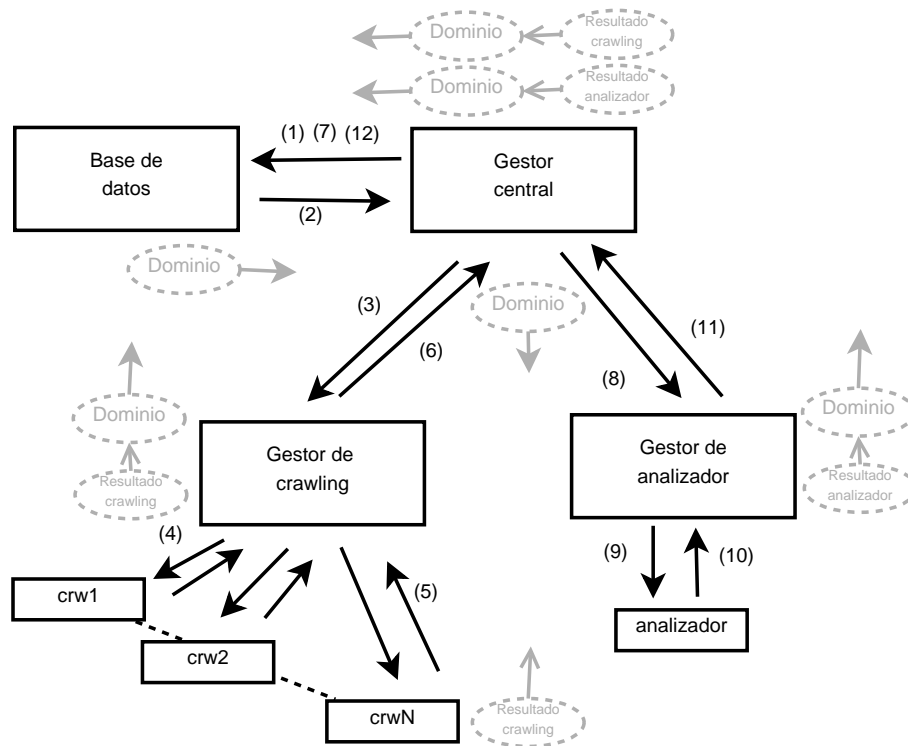 Dominio
Resultado
crawling
Dominio
Resultado
analizador
(1) (7) (12)
Base de
datos
Gestor
central
(2)
Dominio
(3)
Dominio
(6)
(11)
(8)
Dominio
Resultado
crawling
Gestor de
crawling
Gestor de
analizador
Dominio
Resultado
analizador
(4)
(5)
(9)
(10)
crw1
crw2
crwN
analizador
Resultado
crawling